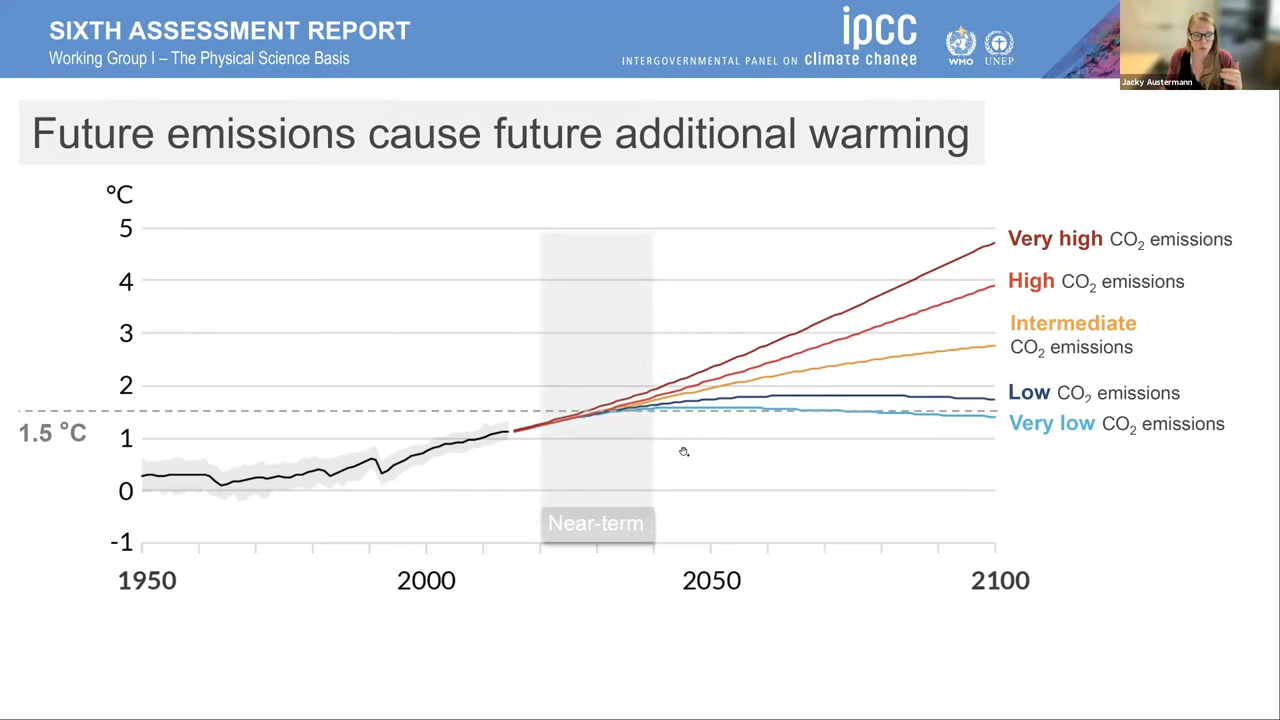 SIXTH ASSESSMENT REPORT
Working Group I – The Physical Science Basis
ipcc
INTERGOVERNMENTAL PANEL ON climate change
WMO
UNEP
Jacky Austermann
Future emissions cause future additional warming
°C
5
4
3
2
1.5 °C
1
0
-1
Very high CO₂ emissions
High CO₂ emissions
Intermediate
CO₂ emissions
Low CO₂ emissions
Very low CO₂ emissions
Near-term
1950
2000
2050
2100